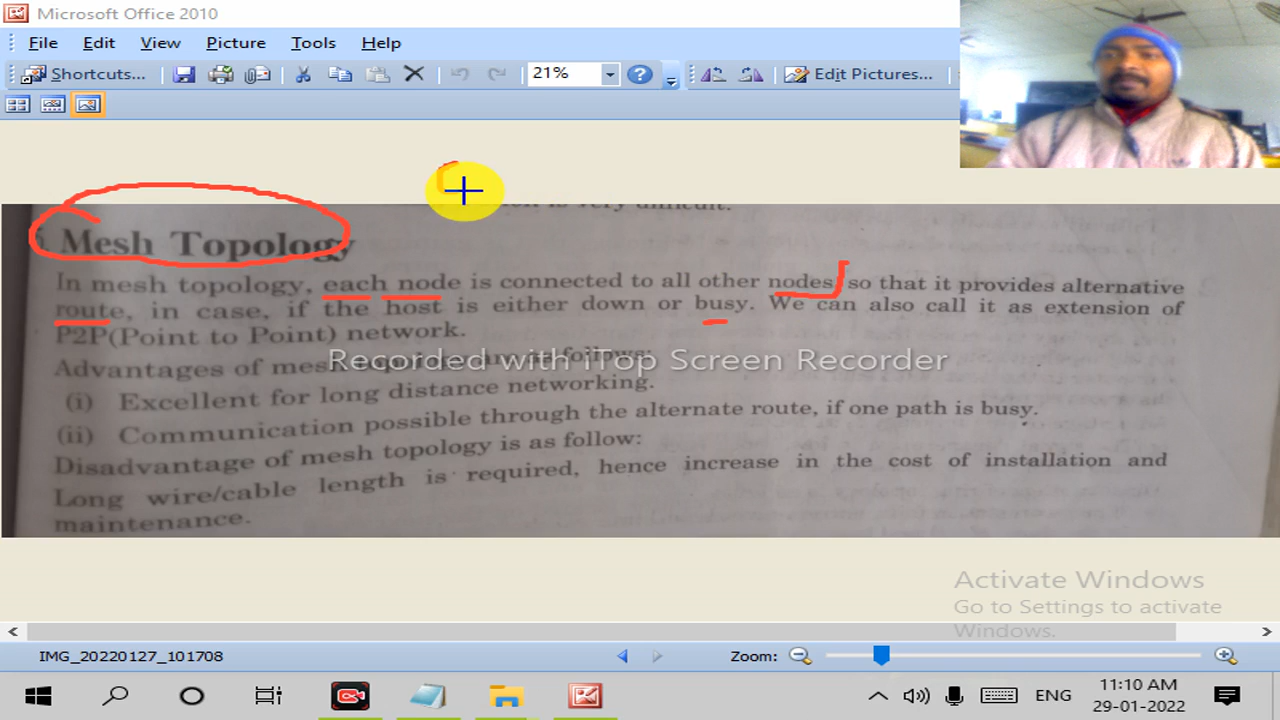 Microsoft Office 2010
File Edit View Picture Tools Help
Shortcuts... 21% Edit Pictures...
very difficult.
Mesh Topology
In mesh topology, each node is connected to all other nodes, so that it provides alternative
route, in case, if the host is either down or busy. We can also call it as extension of
P2P(Point to Point) network.
Advantages of mesh topology are as follows:
Recorded with iTop Screen Recorder
(i) Excellent for long distance networking.
(ii) Communication possible through the alternate route, if one path is busy.
Disadvantage of mesh topology is as follow:
Long wire/cable length is required, hence increase in the cost of installation and
maintenance.
Activate Windows
Go to Settings to activate
Windows.
IMG_20220127_101708 Zoom:
ENG 11:10 AM
29-01-2022